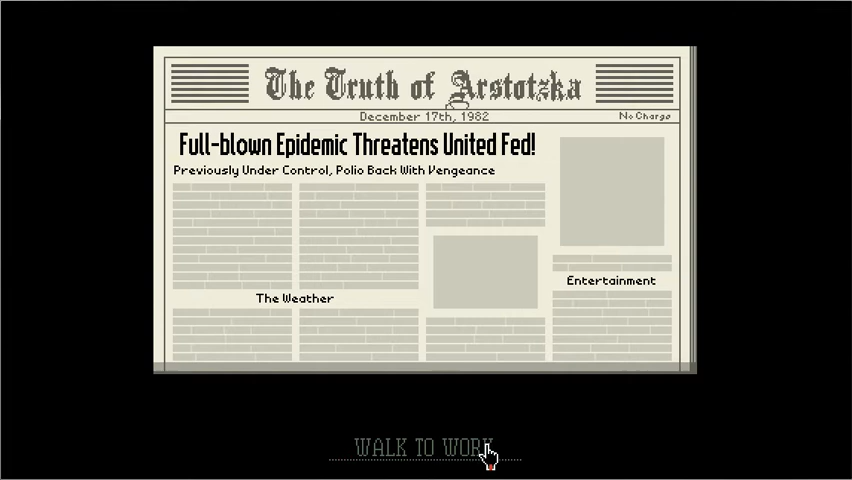 The Truth of Arstotzka
December 17th, 1982
No Charge
Full-blown Epidemic Threatens United Fed!
Previously Under Control, Polio Back With Vengeance
Entertainment
The Weather
WALK TO WORK